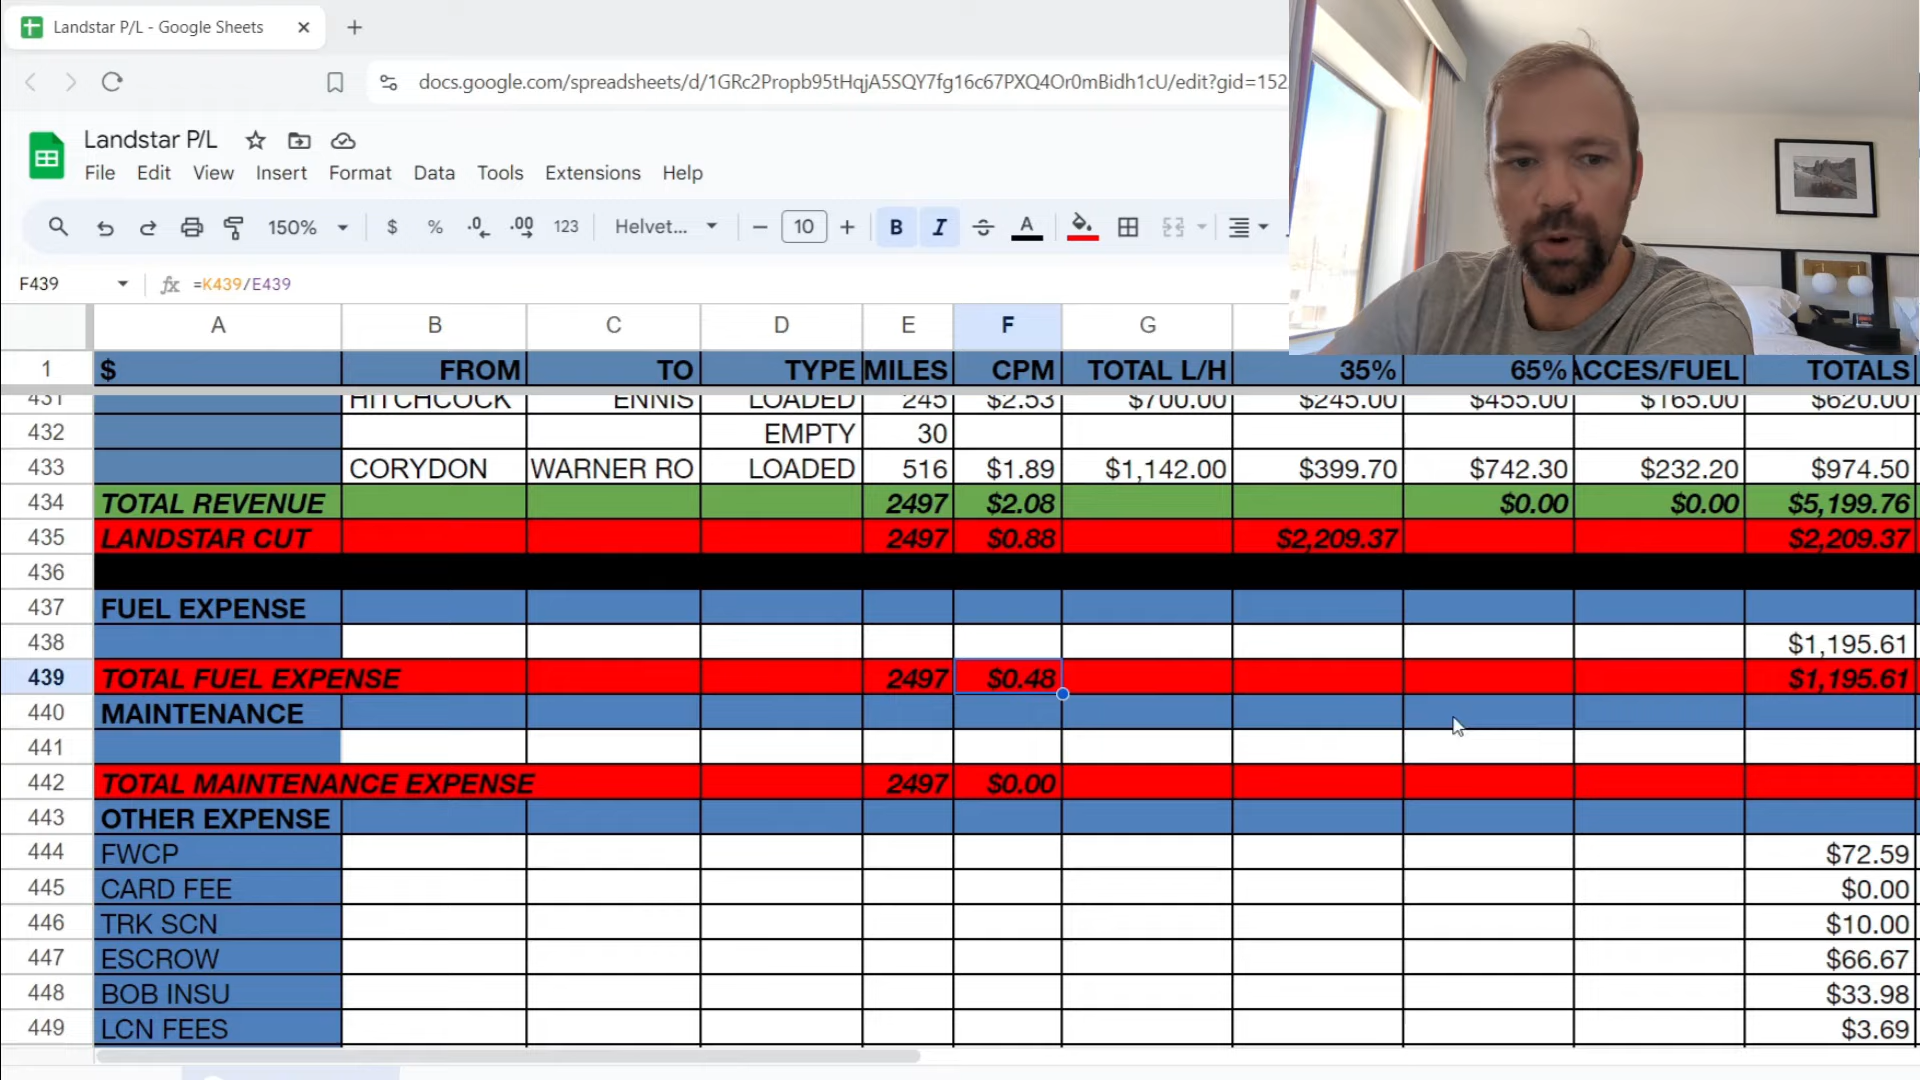 Landstar P/L - Google Sheets
docs.google.com/spreadsheets/d/1GRc2Propb95tHqjA5SQY7fg16c67PXQ4Or0mBidh1cU/edit?gid=152
Landstar P/L
File Edit View Insert Format Data Tools Extensions Help
150% $ % .0 .00 123 Helvet... 10 B I A
F439 fx =K439/E439
A B C D E F G
1 $ FROM TO TYPE MILES CPM TOTAL L/H 35% 65% ACCES/FUEL TOTALS
431 HITCHCOCK ENNIS LOADED 245 $2.53 $700.00 $245.00 $455.00 $165.00 $620.00
432 EMPTY 30
433 CORYDON WARNER RO LOADED 516 $1.89 $1,142.00 $399.70 $742.30 $232.20 $974.50
434 TOTAL REVENUE 2497 $2.08 $0.00 $0.00 $5,199.76
435 LANDSTAR CUT 2497 $0.88 $2,209.37 $2,209.37
436
437 FUEL EXPENSE
438 $1,195.61
439 TOTAL FUEL EXPENSE 2497 $0.48 $1,195.61
440 MAINTENANCE
441
442 TOTAL MAINTENANCE EXPENSE 2497 $0.00
443 OTHER EXPENSE
444 FWCP $72.59
445 CARD FEE $0.00
446 TRK SCN $10.00
447 ESCROW $66.67
448 BOB INSU $33.98
449 LCN FEES $3.69